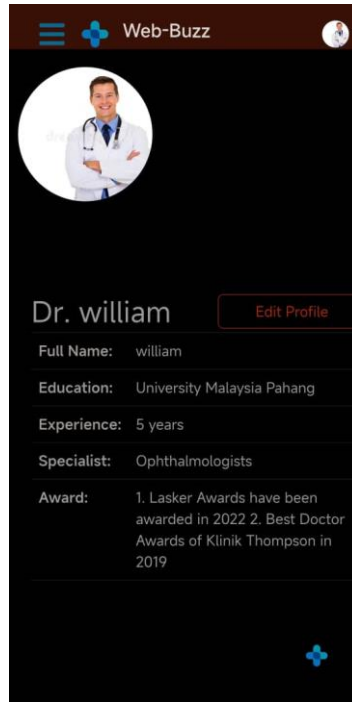 Web-Buzz
Dr. william
Edit Profile
Full Name: william
Education: University Malaysia Pahang
Experience: 5 years
Specialist: Ophthalmologists
Award: 1. Lasker Awards have been
awarded in 2022 2. Best Doctor
Awards of Klinik Thompson in
2019